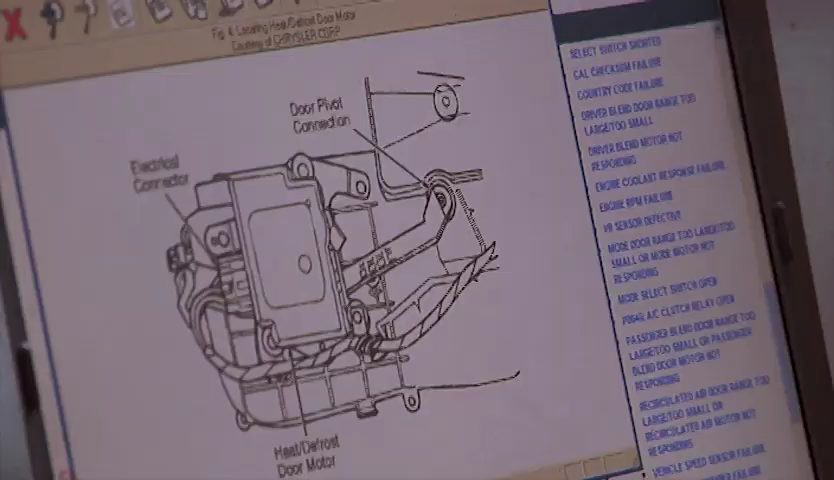 Fig. 4: Locating Heat/Defrost Door Motor
Courtesy of CHRYSLER CORP.
Door Pivot
Connection
Electrical
Connector
Heat/Defrost
Door Motor
SELECT SWITCH SHORTED
CAL CHECKSUM FAILURE
COUNTRY CODE FAILURE
DRIVER BLEND DOOR RANGE TOO
LARGE/TOO SMALL
DRIVER BLEND MOTOR NOT
RESPONDING
ENGINE COOLANT RESPONSE FAILURE
ENGINE RPM FAILURE
I/R SENSOR DEFECTIVE
MODE DOOR RANGE TOO LARGE/TOO
SMALL OR MODE MOTOR NOT
RESPONDING
MODE SELECT SWITCH OPEN
P0645: A/C CLUTCH RELAY OPEN
PASSENGER BLEND DOOR RANGE TOO
LARGE/TOO SMALL OR PASSENGER
BLEND DOOR MOTOR NOT
RESPONDING
RECIRCULATED AIR DOOR RANGE TOO
LARGE/TOO SMALL OR
RECIRCULATED AIR MOTOR NOT
RESPONDING
VEHICLE SPEED SENSOR FAILURE
FAILURE